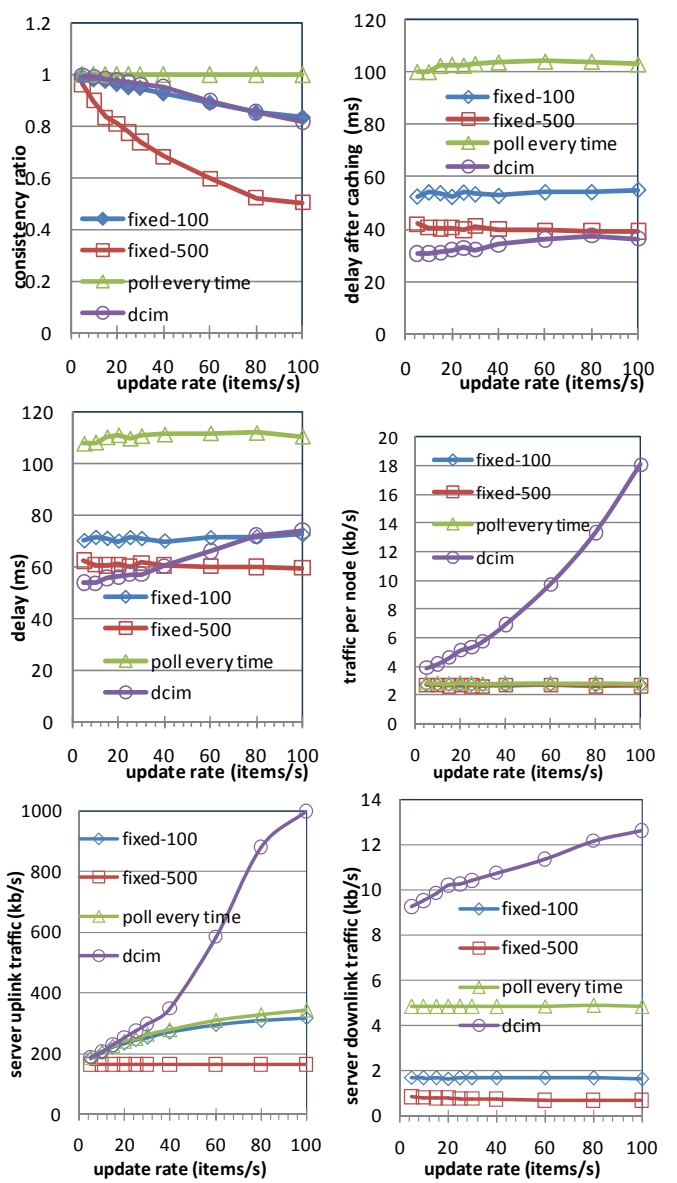 1.2
1
0.8
0.6
0.4
0.2
0
consistency ratio
fixed-100
fixed-500
poll every time
dcim
0 20 40 60 80 100
update rate (items/s)
120
100
80
60
40
20
0
delay after caching (ms)
fixed-100
fixed-500
poll every time
dcim
0 20 40 60 80 100
update rate (items/s)
120
100
80
60
40
20
0
delay (ms)
fixed-100
fixed-500
poll every time
dcim
0 20 40 60 80 100
update rate (items/s)
20
18
16
14
12
10
8
6
4
2
0
traffic per node (kb/s)
fixed-100
fixed-500
poll every time
dcim
0 20 40 60 80 100
update rate (items/s)
1000
800
600
400
200
0
server uplink traffic (kb/s)
fixed-100
fixed-500
poll every time
dcim
0 20 40 60 80 100
update rate (items/s)
14
12
10
8
6
4
2
0
server downlink traffic (kb/s)
fixed-100
fixed-500
poll every time
dcim
0 20 40 60 80 100
update rate (items/s)